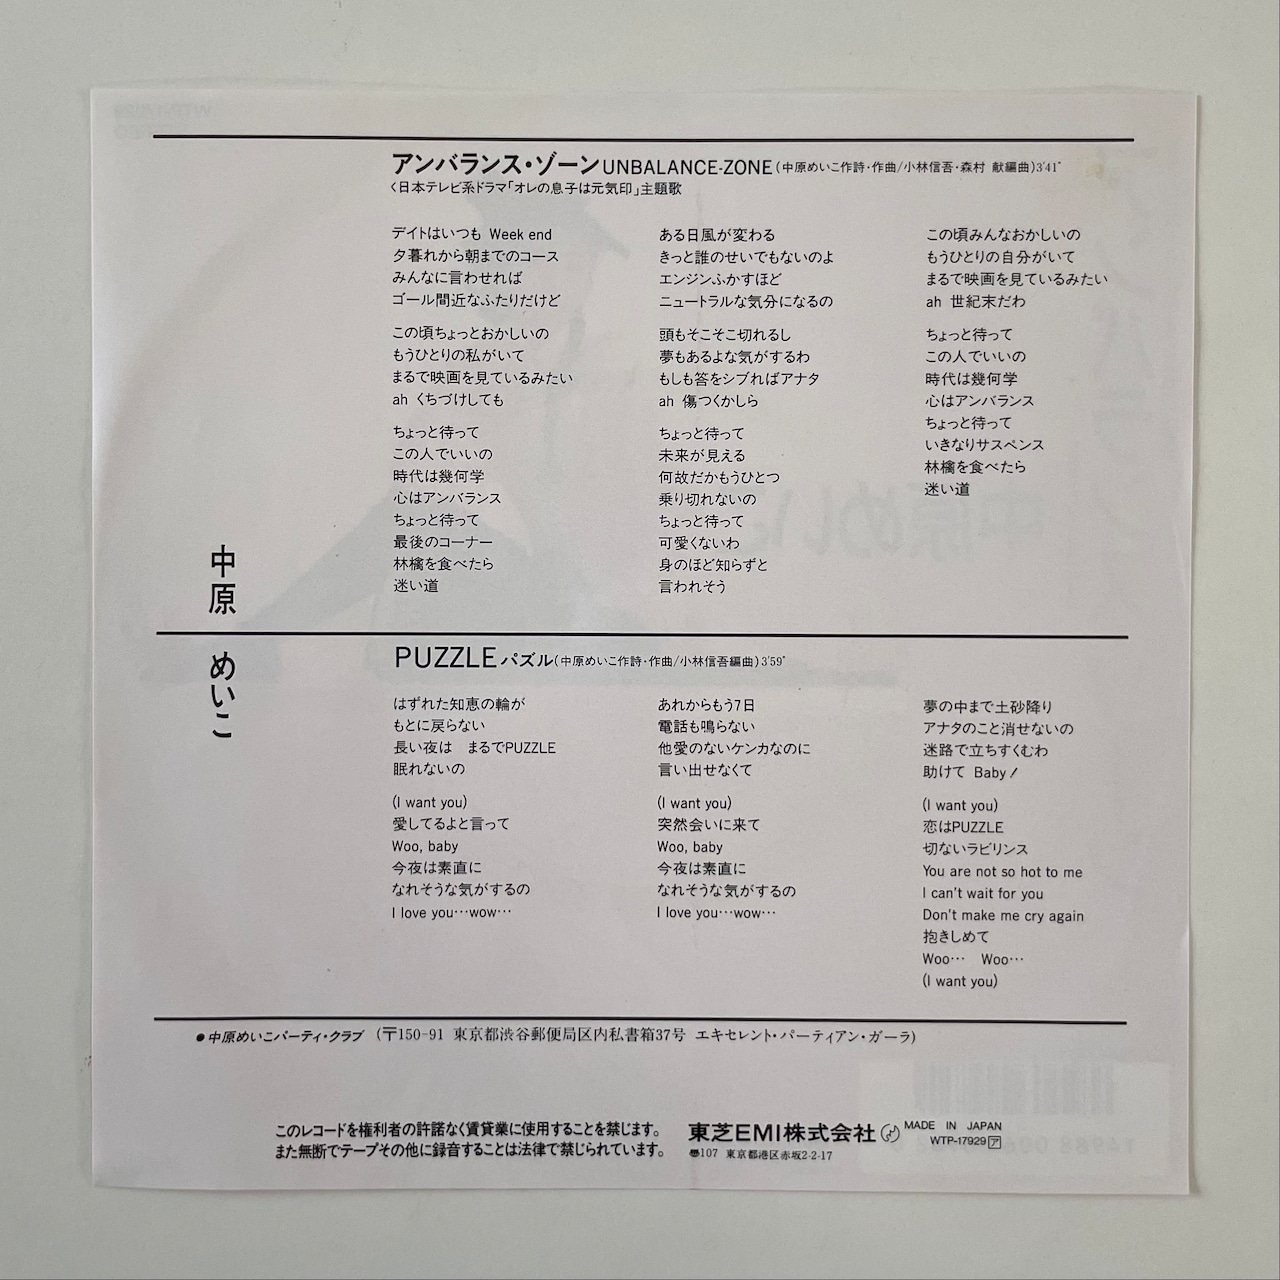 アンバランス・ゾーン UNBALANCE-ZONE (中原めいこ作詩・作曲/小林信吾・森村 献編曲)3'41"
〈日本テレビ系ドラマ「オレの息子は元気印」主題歌
デイトはいつも Week end
夕暮れから朝までのコース
みんなに言わせれば
ゴール間近なふたりだけど
この頃ちょっとおかしいの
もうひとりの私がいて
まるで映画を見ているみたい
ah くちづけしても
ちょっと待って
この人でいいの
時代は幾何学
心はアンバランス
ちょっと待って
最後のコーナー
林檎を食べたら
迷い道
ある日風が変わる
きっと誰のせいでもないのよ
エンジンふかすほど
ニュートラルな気分になるの
頭もそこそこ切れるし
夢もあるよな気がするわ
もしも答をシブればアナタ
ah 傷つくかしら
ちょっと待って
未来が見える
何故だかもうひとつ
乗り切れないの
ちょっと待って
可愛くないわ
身のほど知らずと
言われそう
この頃みんなおかしいの
もうひとりの自分がいて
まるで映画を見ているみたい
ah 世紀末だわ
ちょっと待って
この人でいいの
時代は幾何学
心はアンバランス
ちょっと待って
いきなりサスペンス
林檎を食べたら
迷い道
中原 めいこ
PUZZLE パズル(中原めいこ作詩・作曲/小林信吾編曲)3'59"
はずれた知恵の輪が
もとに戻らない
長い夜は まるでPUZZLE
眠れないの
(I want you)
愛してるよと言って
Woo, baby
今夜は素直に
なれそうな気がするの
I love you…wow…
あれからもう7日
電話も鳴らない
他愛のないケンカなのに
言い出せなくて
(I want you)
突然会いに来て
Woo, baby
今夜は素直に
なれそうな気がするの
I love you…wow…
夢の中まで土砂降り
アナタのこと消せないの
迷路で立ちすくむわ
助けて Baby!
(I want you)
恋はPUZZLE
切ないラビリンス
You are not so hot to me
I can't wait for you
Don't make me cry again
抱きしめて
Woo… Woo…
(I want you)
●中原めいこパーティ・クラブ (〒150-91 東京都渋谷郵便局区内私書箱37号 エキセレント・パーティアン・ガーラ)
このレコードを権利者の許諾なく賃貸業に使用することを禁じます。
また無断でテープその他に録音することは法律で禁じられています。
東芝EMI株式会社 MADE IN JAPAN
〠107 東京都港区赤坂2-2-17 WTP-17929 ア